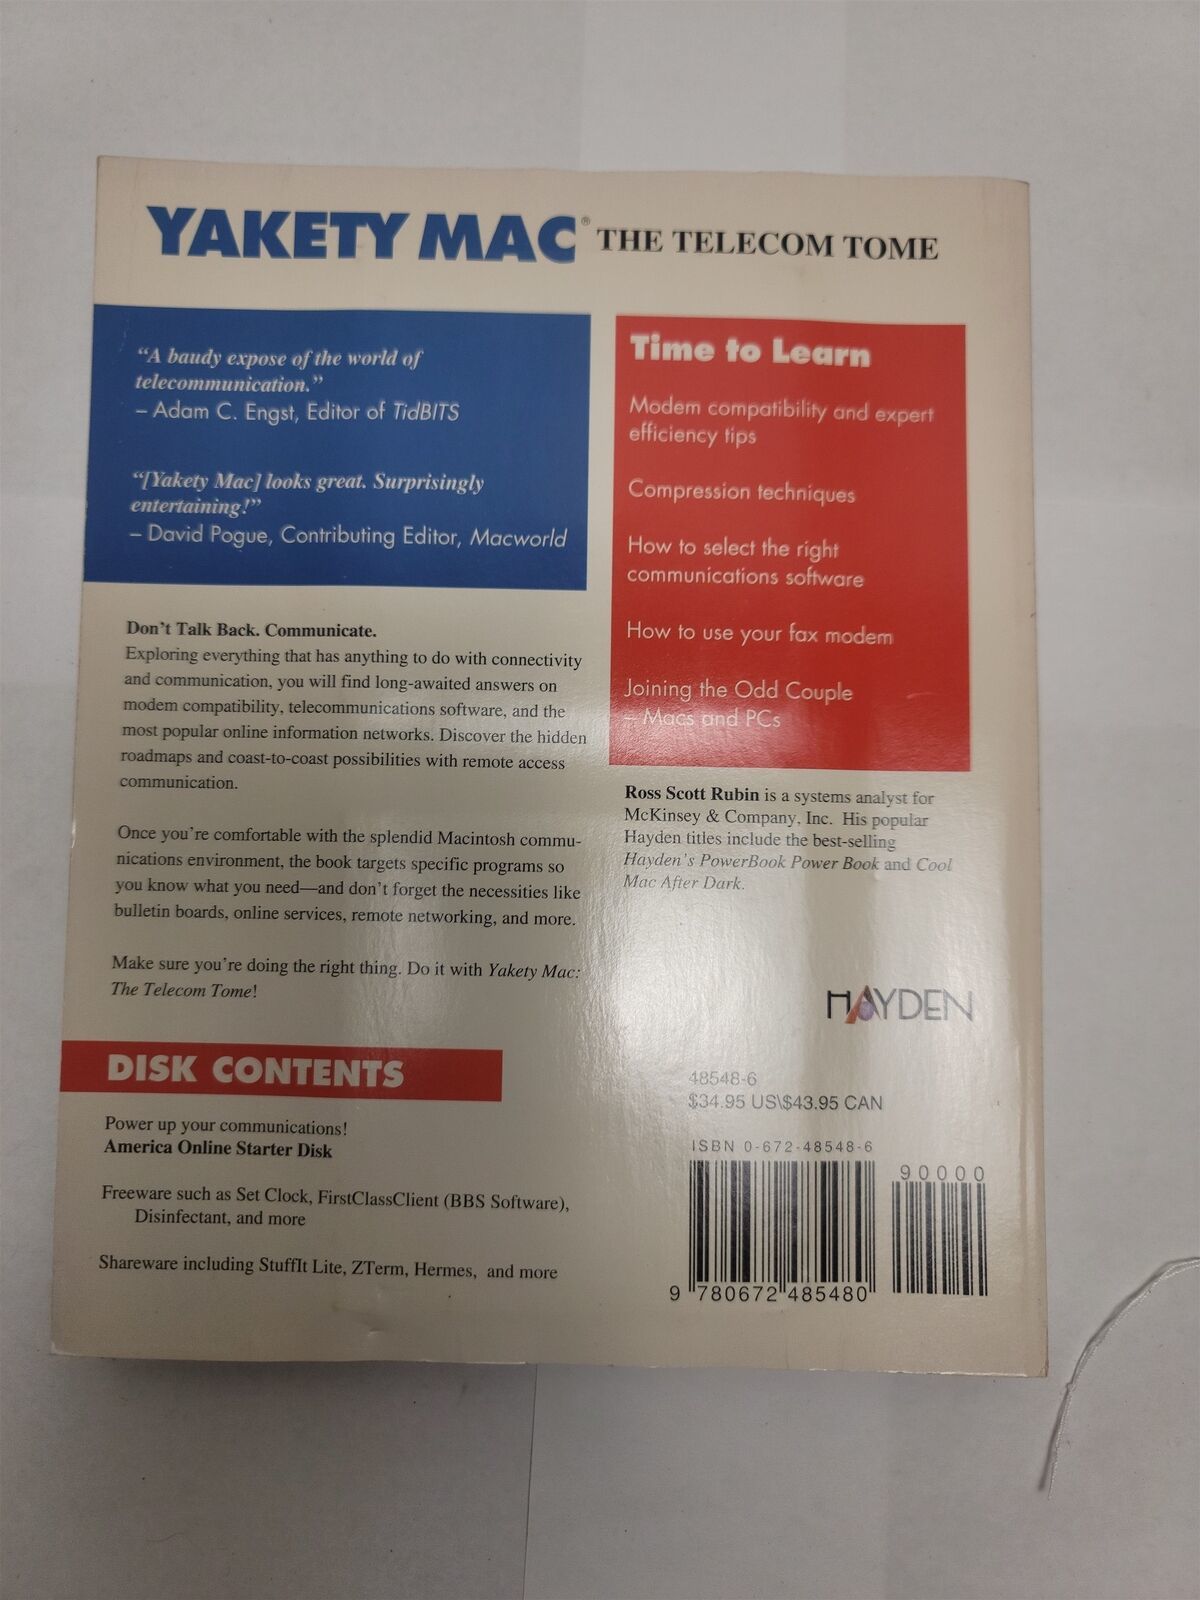 YAKETY MAC® THE TELECOM TOME
“A baudy expose of the world of
telecommunication.”
– Adam C. Engst, Editor of TidBITS
“[Yakety Mac] looks great. Surprisingly
entertaining!”
– David Pogue, Contributing Editor, Macworld
Don’t Talk Back. Communicate.
Exploring everything that has anything to do with connectivity
and communication, you will find long-awaited answers on
modem compatibility, telecommunications software, and the
most popular online information networks. Discover the hidden
roadmaps and coast-to-coast possibilities with remote access
communication.
Once you’re comfortable with the splendid Macintosh commu-
nications environment, the book targets specific programs so
you know what you need—and don’t forget the necessities like
bulletin boards, online services, remote networking, and more.
Make sure you’re doing the right thing. Do it with Yakety Mac:
The Telecom Tome!
DISK CONTENTS
Power up your communications!
America Online Starter Disk
Freeware such as Set Clock, FirstClassClient (BBS Software),
Disinfectant, and more
Shareware including StuffIt Lite, ZTerm, Hermes, and more
Time to Learn
Modem compatibility and expert
efficiency tips
Compression techniques
How to select the right
communications software
How to use your fax modem
Joining the Odd Couple
– Macs and PCs
Ross Scott Rubin is a systems analyst for
McKinsey & Company, Inc. His popular
Hayden titles include the best-selling
Hayden’s PowerBook Power Book and Cool
Mac After Dark.
HAYDEN
48548-6
$34.95 US\$43.95 CAN
ISBN 0-672-48548-6
90000
9 780672 485480